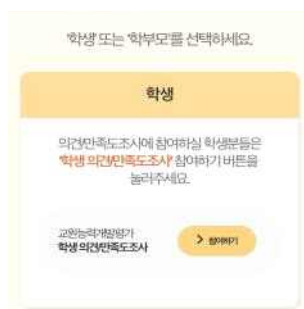 '학생' 또는 '학부모'를 선택하세요.
학생
의견/만족도조사에 참여하실 학생분들은
'학생 의견/만족도조사' 참여하기 버튼을
눌러주세요.
교원능력개발평가
학생 의견/만족도조사
> 참여하기